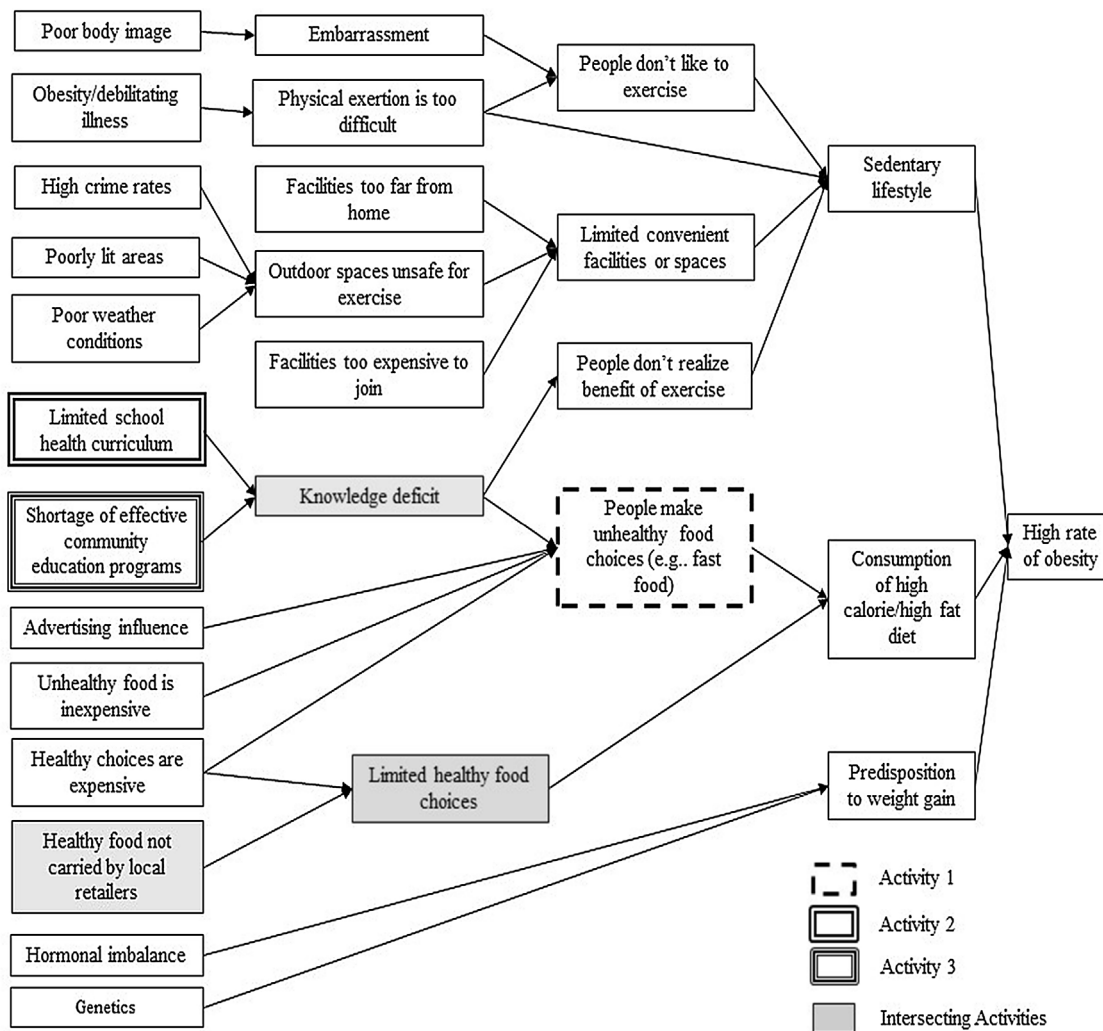 Poor body image
Embarrassment
People don't like to
exercise
Obesity/debilitating
illness
Physical exertion is too
difficult
Sedentary
lifestyle
High crime rates
Facilities too far from
home
Limited convenient
facilities or spaces
Poorly lit areas
Outdoor spaces unsafe for
exercise
Poor weather
conditions
Facilities too expensive to
join
People don't realize
benefit of exercise
Limited school
health curriculum
Knowledge deficit
Shortage of effective
community
education programs
People make
unhealthy food
choices (e.g.. fast
food)
Consumption
of high
calorie/high fat
diet
High rate
of obesity
Advertising influence
Unhealthy food is
inexpensive
Healthy choices are
expensive
Limited healthy food
choices
Predisposition
to weight gain
Healthy food not
carried by local
retailers
Hormonal imbalance
Genetics
Activity 1
Activity 2
Activity 3
Intersecting Activities